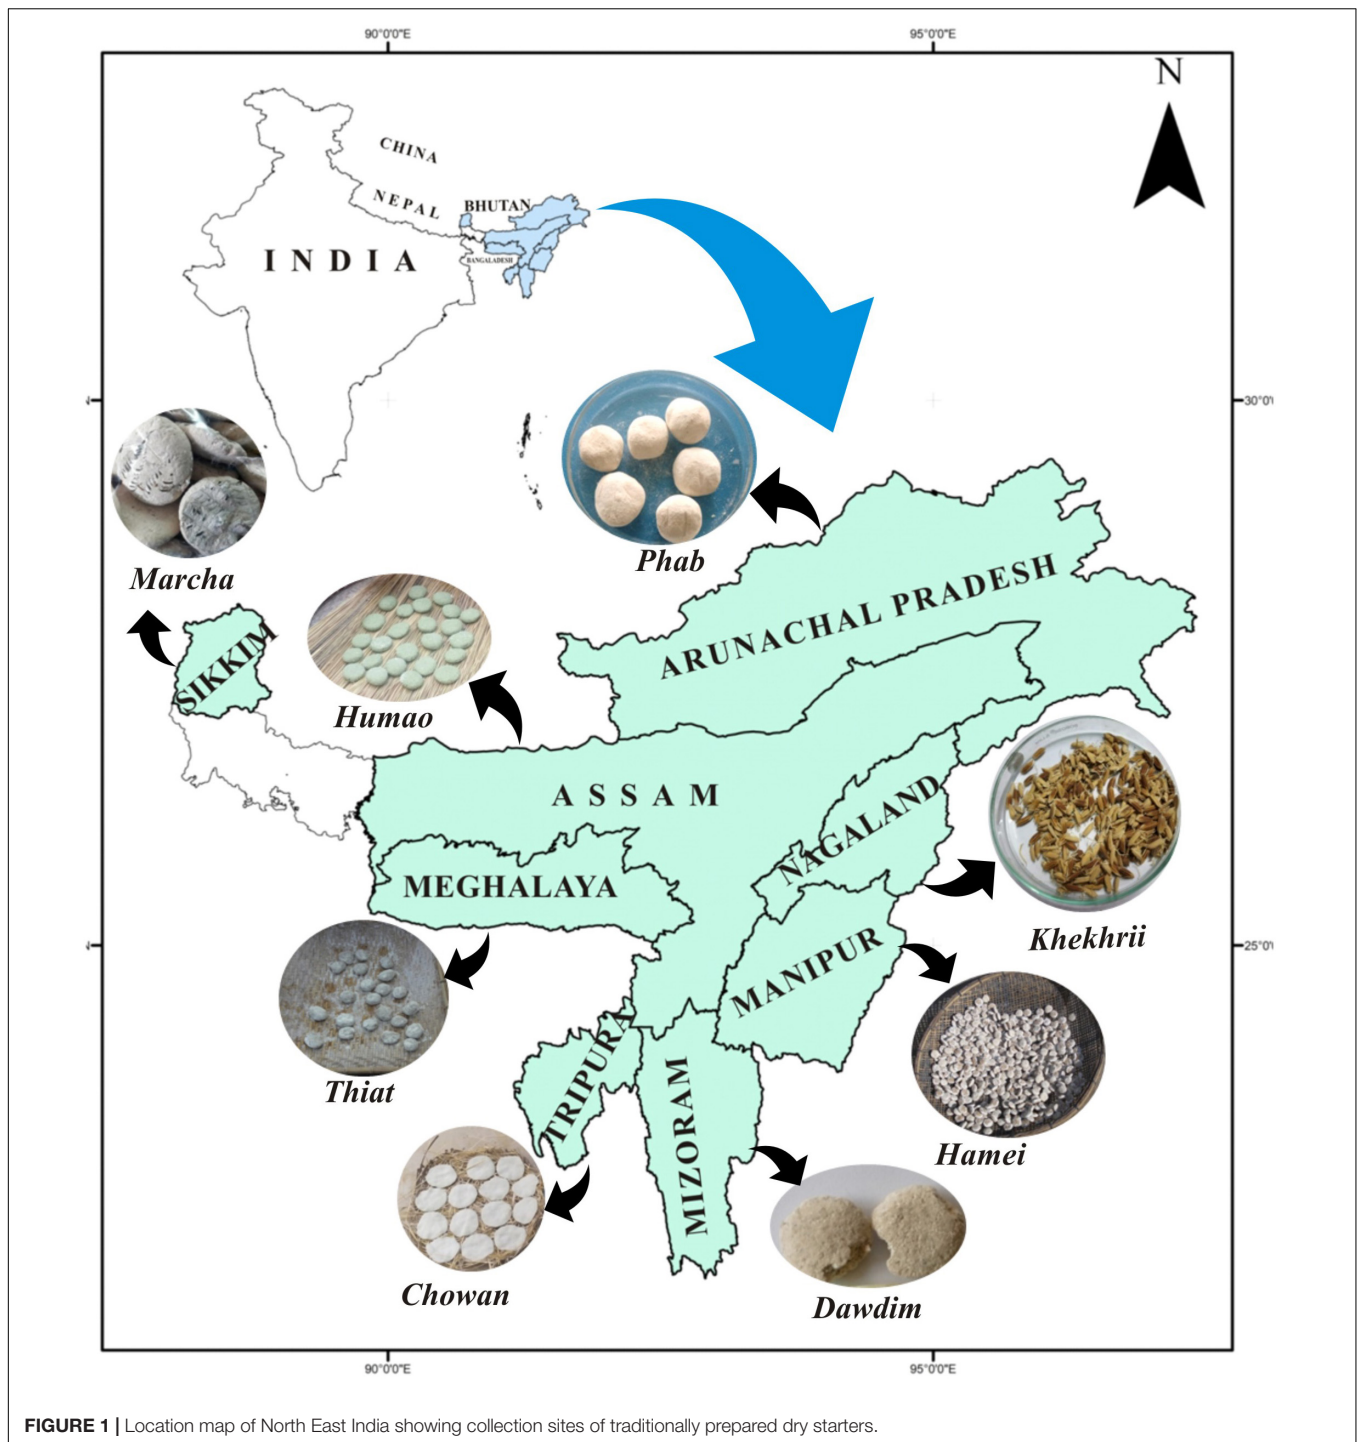 90°0'0"E 95°0'0"E
N
CHINA
NEPAL
BHUTAN
INDIA
BANGALADESH
30°0'
Marcha
Phab
SIKKIM
ARUNACHAL PRADESH
Humao
ASSAM
NAGALAND
MEGHALAYA
Khekhrii
MANIPUR
25°0'
Thiat
TRIPURA
MIZORAM
Hamei
Chowan
Dawdim
90°0'0"E 95°0'0"E
FIGURE 1 | Location map of North East India showing collection sites of traditionally prepared dry starters.